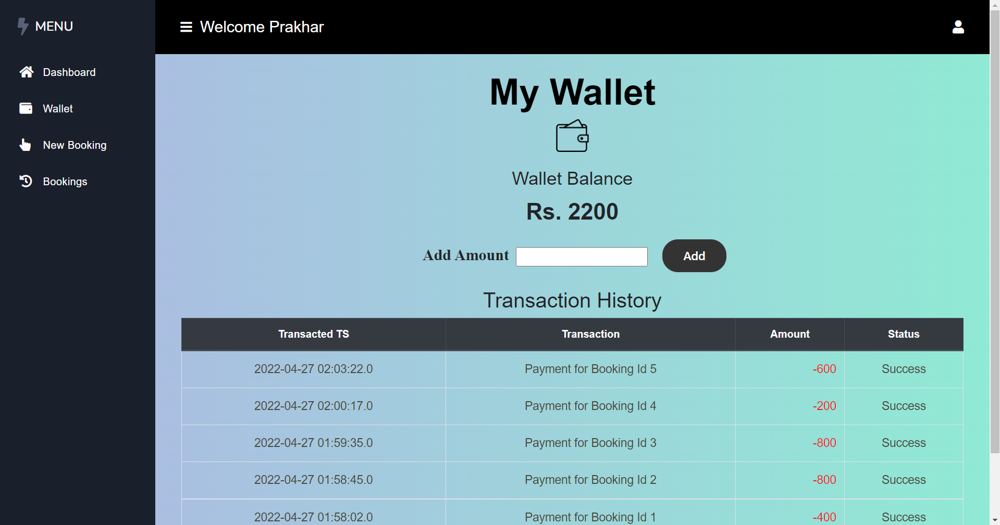 MENU
Dashboard
Wallet
New Booking
Bookings
Welcome Prakhar
My Wallet
Wallet Balance
Rs. 2200
Add Amount Add
Transaction History
Transacted TS Transaction Amount Status
2022-04-27 02:03:22.0 Payment for Booking Id 5 -600 Success
2022-04-27 02:00:17.0 Payment for Booking Id 4 -200 Success
2022-04-27 01:59:35.0 Payment for Booking Id 3 -800 Success
2022-04-27 01:58:45.0 Payment for Booking Id 2 -800 Success
2022-04-27 01:58:02.0 Payment for Booking Id 1 -400 Success